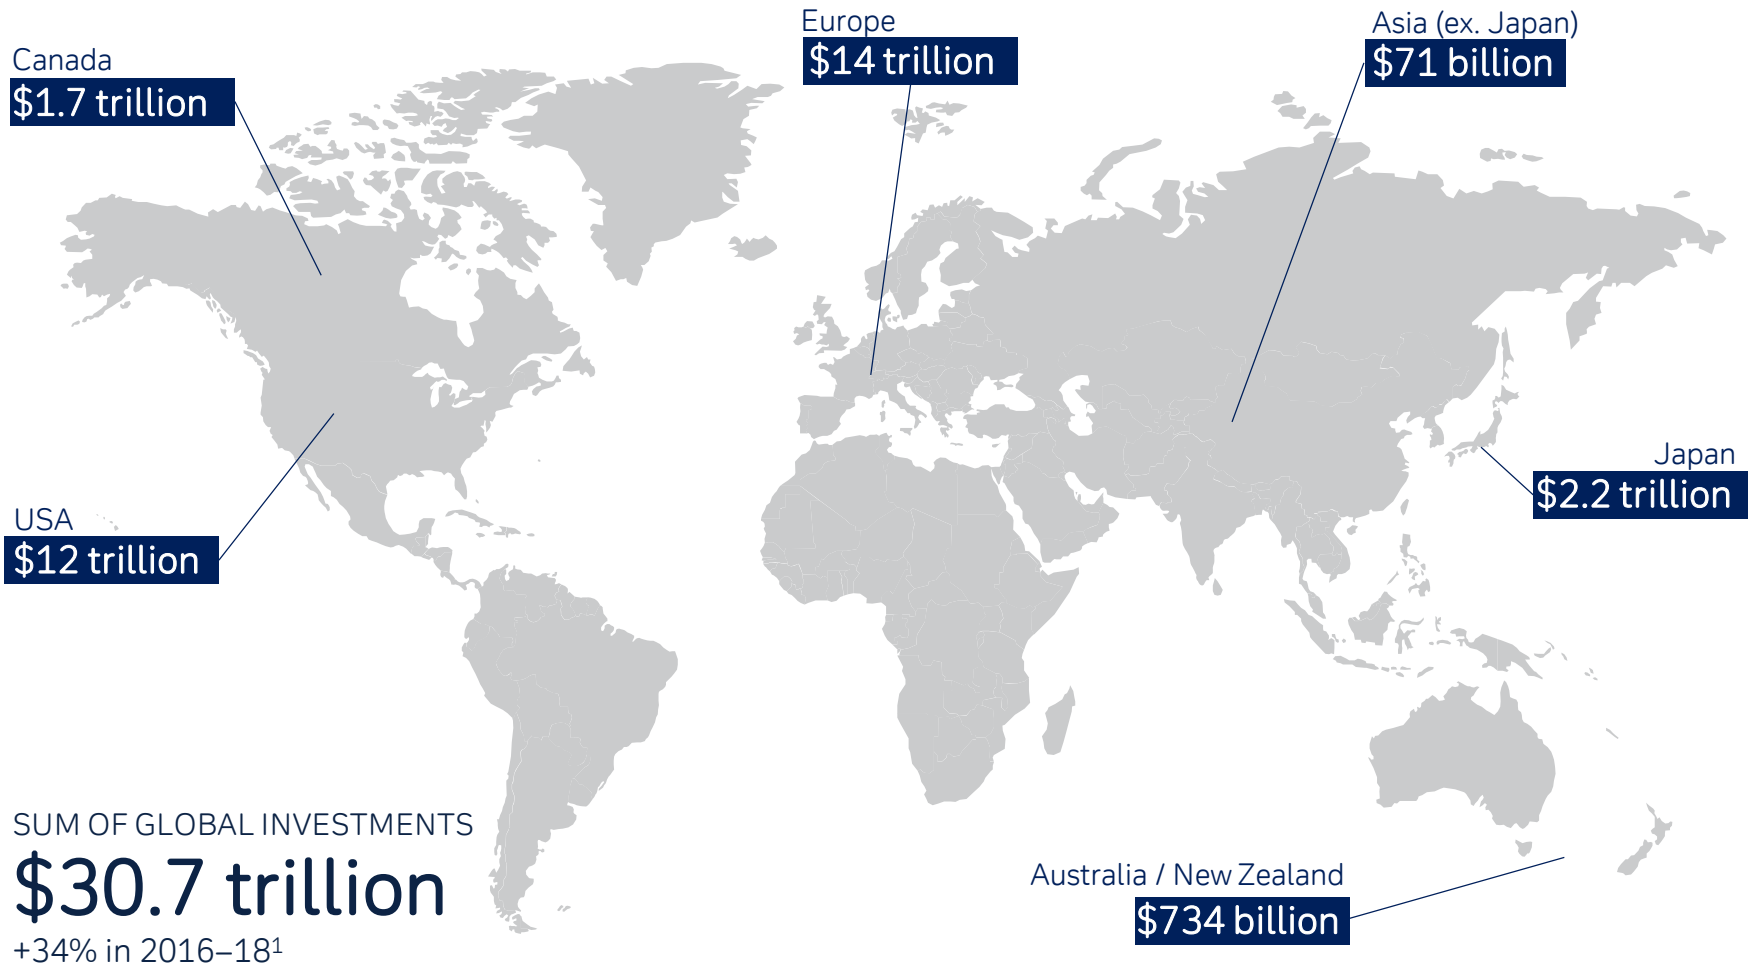 Europe
$14 trillion
Asia (ex. Japan)
$71 billion
Canada
$1.7 trillion
Japan
$2.2 trillion
USA
$12 trillion
SUM OF GLOBAL INVESTMENTS
$30.7 trillion
+34% in 2016–18¹
Australia / New Zealand
$734 billion